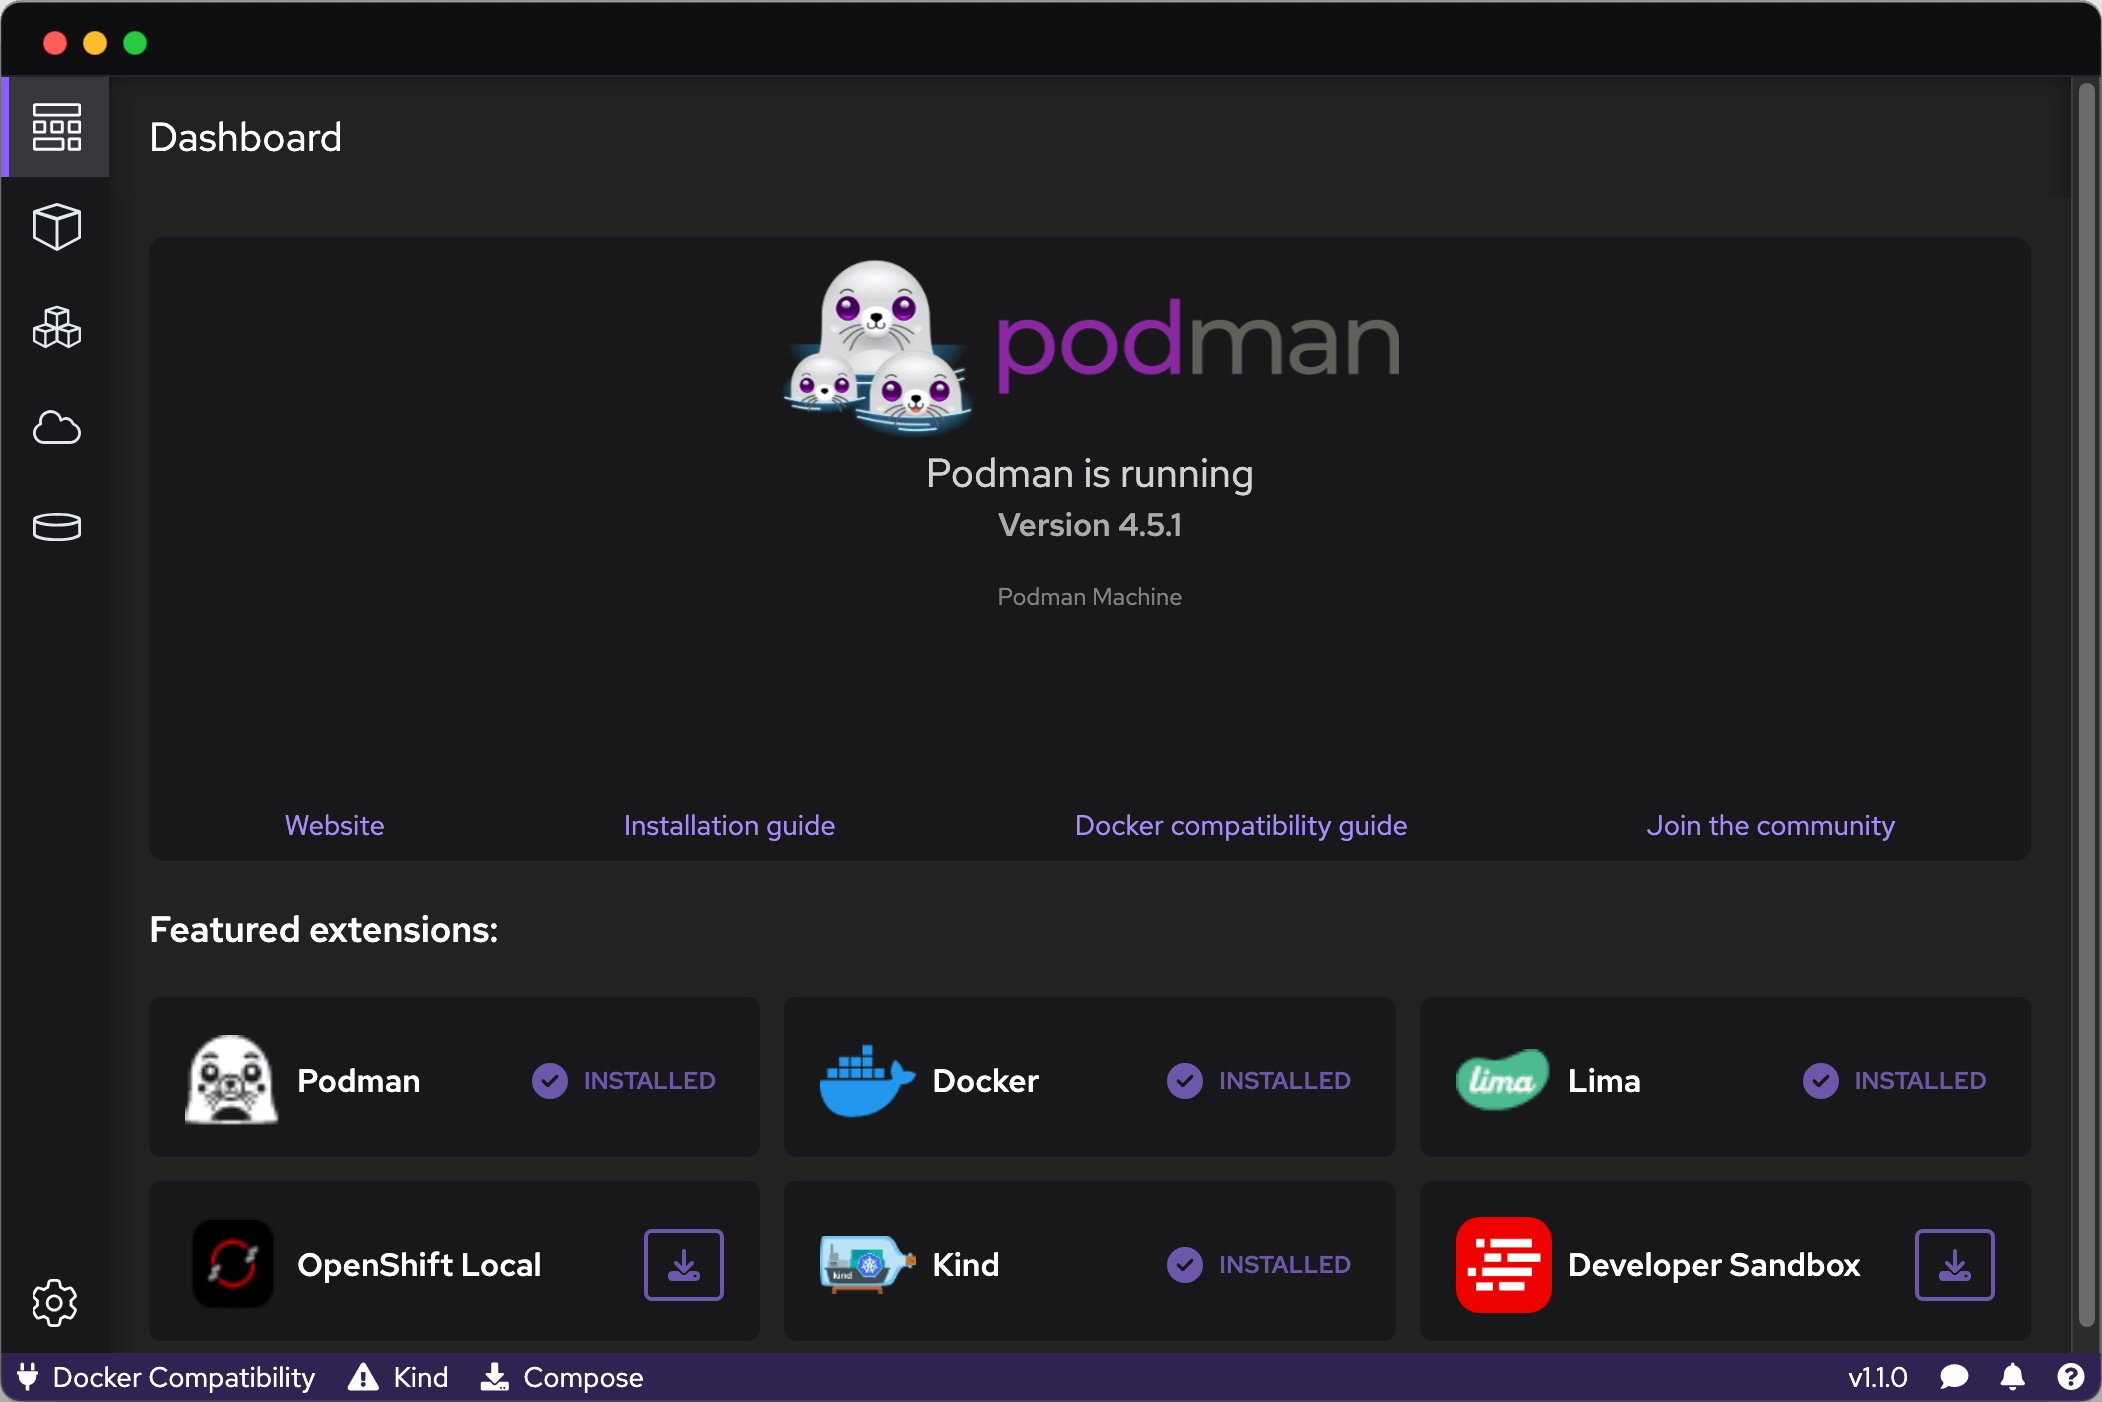 Dashboard
podman
Podman is running
Version 4.5.1
Podman Machine
Website Installation guide Docker compatibility guide Join the community
Featured extensions:
Podman INSTALLED Docker INSTALLED lima Lima INSTALLED
OpenShift Local kind Kind INSTALLED Developer Sandbox
Docker Compatibility Kind Compose v1.1.0